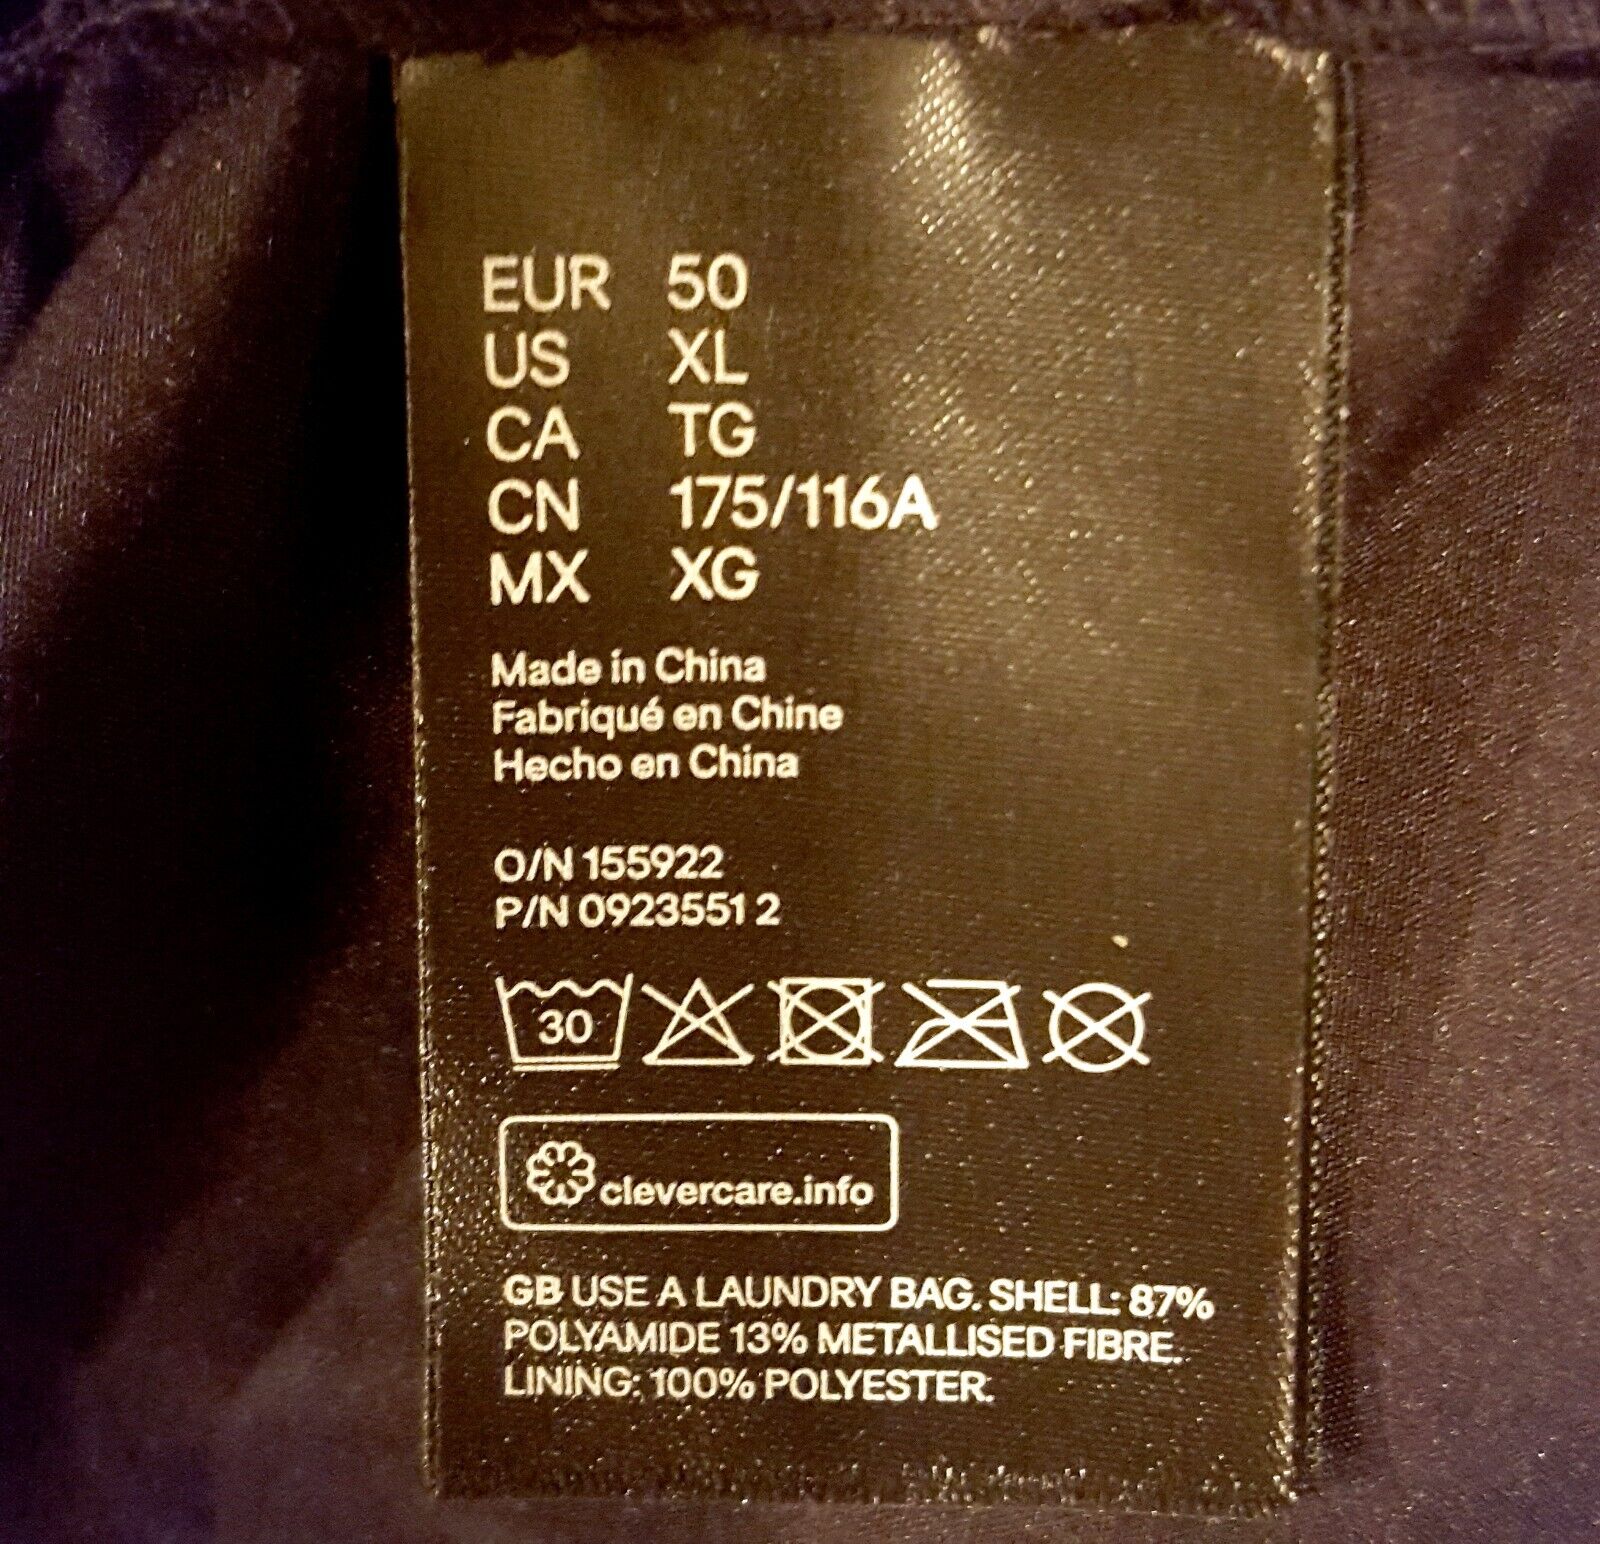 EUR 50
US XL
CA TG
CN 175/116A
MX XG
Made in China
Fabriqué en Chine
Hecho en China
O/N 155922
P/N 0923551 2
30
clevercare.info
GB USE A LAUNDRY BAG. SHELL: 87%
POLYAMIDE 13% METALLISED FIBRE.
LINING: 100% POLYESTER.